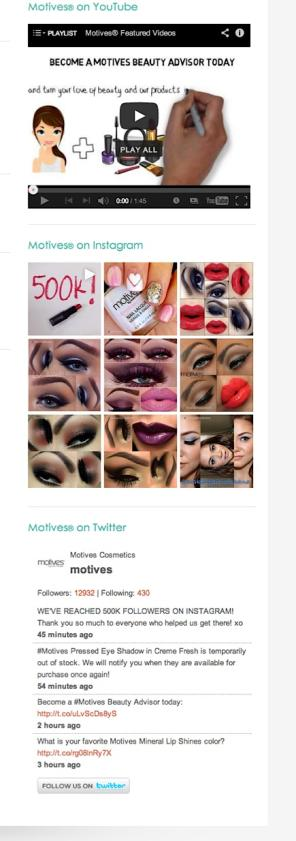 Motives® on YouTube
PLAYLIST Motives® Featured Videos
BECOME A MOTIVES BEAUTY ADVISOR TODAY
and turn your love of beauty and our products
PLAY ALL
0:00 / 1:45
YouTube
Motives® on Instagram
500K!
motives
NAIL LACQUER
Motives® on Twitter
motives
Motives Cosmetics
motives
Followers: 12932 | Following: 430
WE'VE REACHED 500K FOLLOWERS ON INSTAGRAM!
Thank you so much to everyone who helped us get there! xo
45 minutes ago
#Motives Pressed Eye Shadow in Creme Fresh is temporarily
out of stock. We will notify you when they are available for
purchase once again!
54 minutes ago
Become a #Motives Beauty Advisor today:
http://t.co/uLvScDs8yS
2 hours ago
What is your favorite Motives Mineral Lip Shines color?
http://t.co/rg08lnRy7X
3 hours ago
FOLLOW US ON twitter